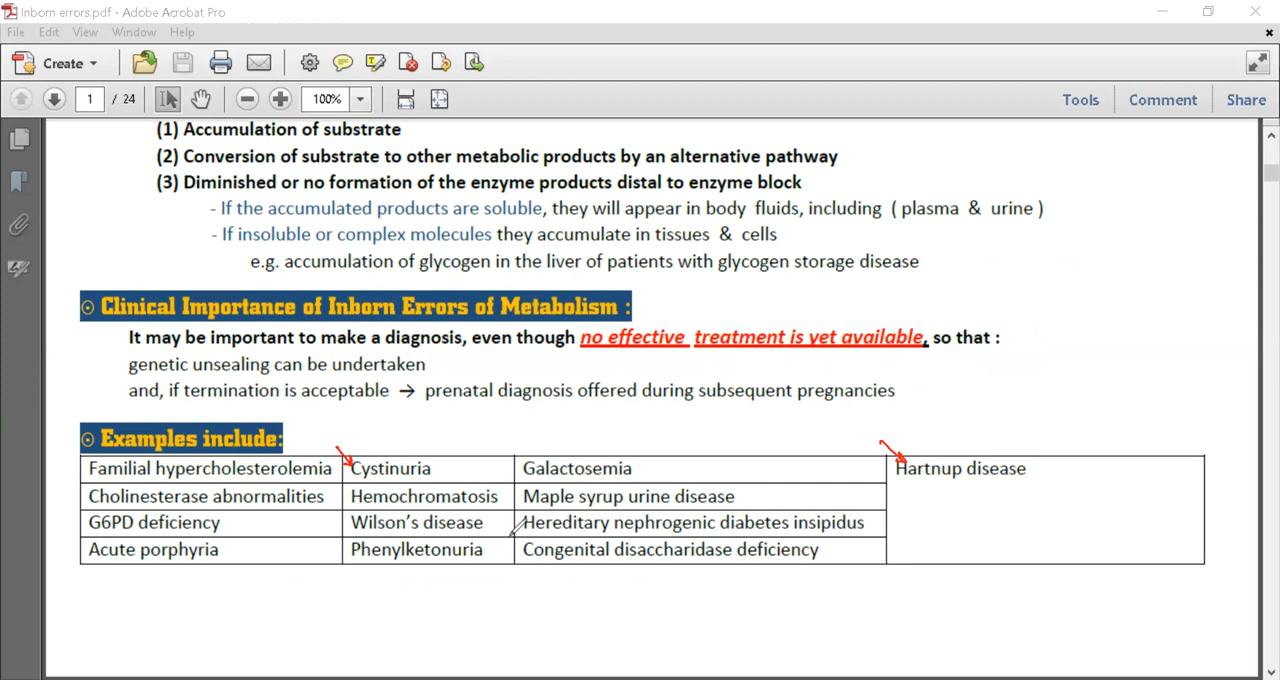 Inborn errors.pdf - Adobe Acrobat Pro
File Edit View Window Help
Create
1 / 24 100% Tools Comment Share
(1) Accumulation of substrate
(2) Conversion of substrate to other metabolic products by an alternative pathway
(3) Diminished or no formation of the enzyme products distal to enzyme block
- If the accumulated products are soluble, they will appear in body fluids, including ( plasma & urine )
- If insoluble or complex molecules they accumulate in tissues & cells
e.g. accumulation of glycogen in the liver of patients with glycogen storage disease
⊙ Clinical Importance of Inborn Errors of Metabolism :
It may be important to make a diagnosis, even though no effective treatment is yet available, so that :
genetic unsealing can be undertaken
and, if termination is acceptable → prenatal diagnosis offered during subsequent pregnancies
⊙ Examples include:
Familial hypercholesterolemia Cystinuria Galactosemia Hartnup disease
Cholinesterase abnormalities Hemochromatosis Maple syrup urine disease
G6PD deficiency Wilson's disease Hereditary nephrogenic diabetes insipidus
Acute porphyria Phenylketonuria Congenital disaccharidase deficiency